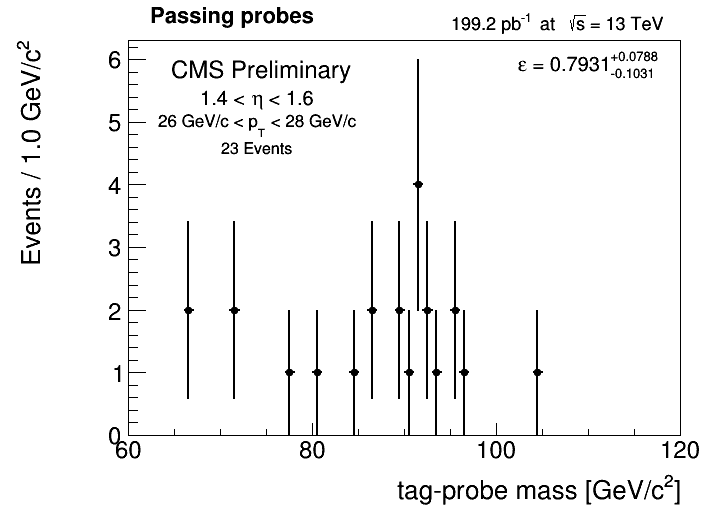 Passing probes
199.2 pb⁻¹ at √s = 13 TeV
CMS Preliminary
1.4 < η < 1.6
26 GeV/c < p_T < 28 GeV/c
23 Events
ε = 0.7931 +0.0788 -0.1031
Events / 1.0 GeV/c²
6
5
4
3
2
1
0
60 80 100 120
tag-probe mass [GeV/c²]